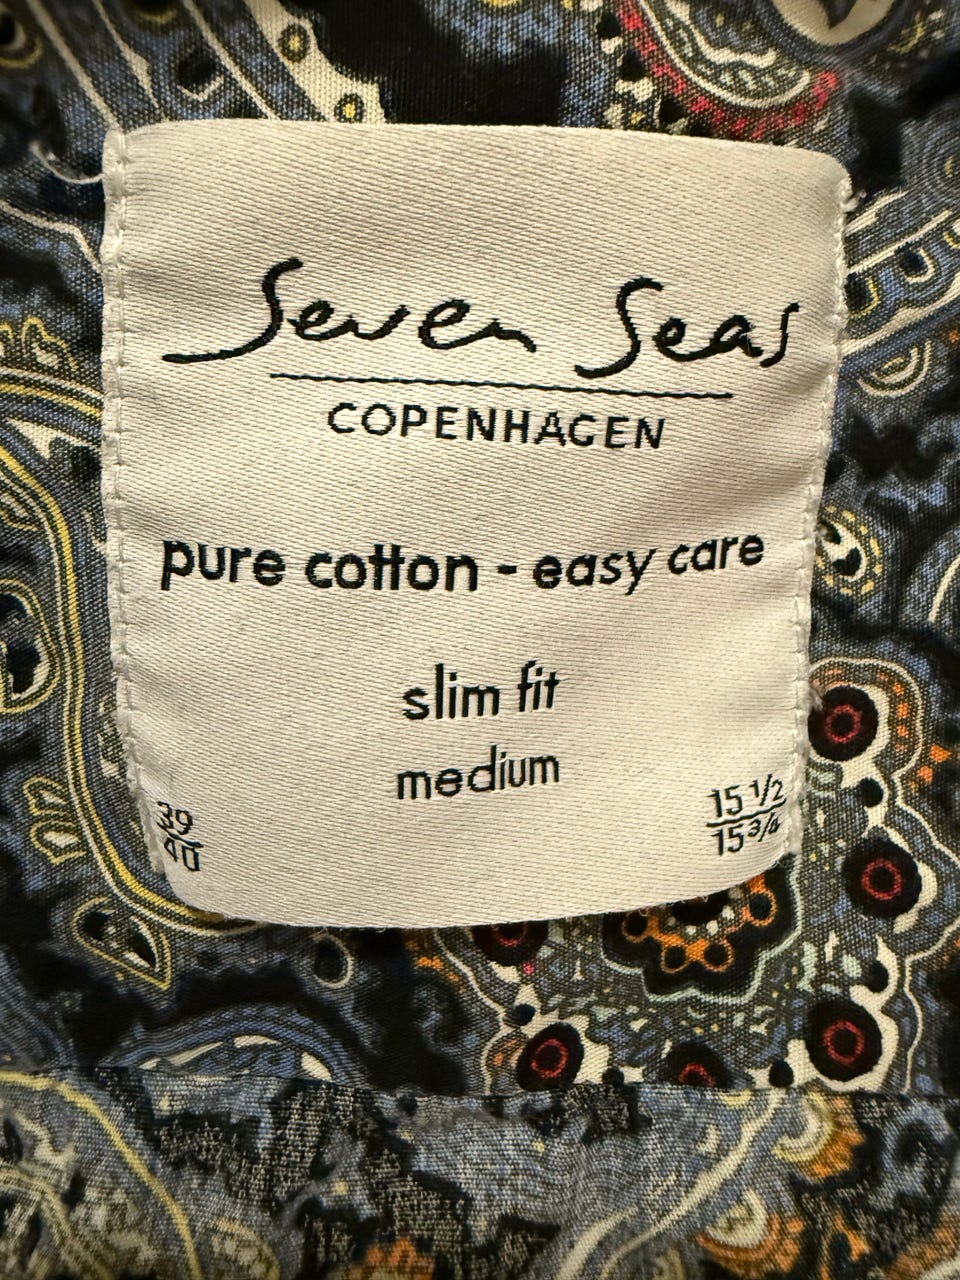 Seven Seas
COPENHAGEN
pure cotton - easy care
slim fit
medium
39
40
15 1/2
15 3/4